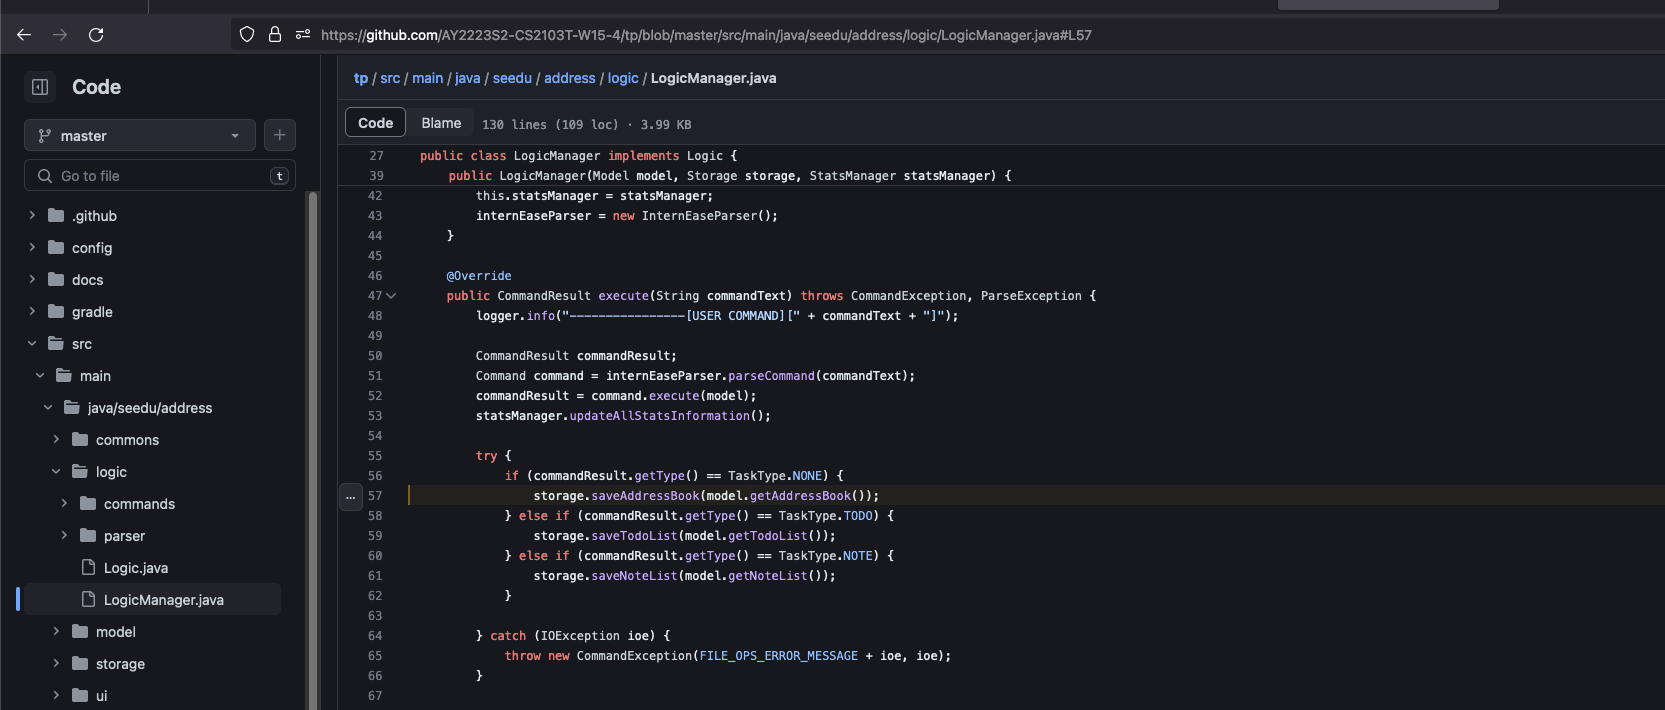 https://github.com/AY2223S2-CS2103T-W15-4/tp/blob/master/src/main/java/seedu/address/logic/LogicManager.java#L57
Code
master
Go to file
t
.github
config
docs
gradle
src
main
java/seedu/address
commons
logic
commands
parser
Logic.java
LogicManager.java
model
storage
ui
tp / src / main / java / seedu / address / logic / LogicManager.java
Code Blame 130 lines (109 loc) · 3.99 KB
27 public class LogicManager implements Logic {
39 public LogicManager(Model model, Storage storage, StatsManager statsManager) {
42 this.statsManager = statsManager;
43 internEaseParser = new InternEaseParser();
44 }
45
46 @Override
47 public CommandResult execute(String commandText) throws CommandException, ParseException {
48 logger.info("----------------[USER COMMAND][" + commandText + "]");
49
50 CommandResult commandResult;
51 Command command = internEaseParser.parseCommand(commandText);
52 commandResult = command.execute(model);
53 statsManager.updateAllStatsInformation();
54
55 try {
56 if (commandResult.getType() == TaskType.NONE) {
... 57 storage.saveAddressBook(model.getAddressBook());
58 } else if (commandResult.getType() == TaskType.TODO) {
59 storage.saveTodoList(model.getTodoList());
60 } else if (commandResult.getType() == TaskType.NOTE) {
61 storage.saveNoteList(model.getNoteList());
62 }
63
64 } catch (IOException ioe) {
65 throw new CommandException(FILE_OPS_ERROR_MESSAGE + ioe, ioe);
66 }
67